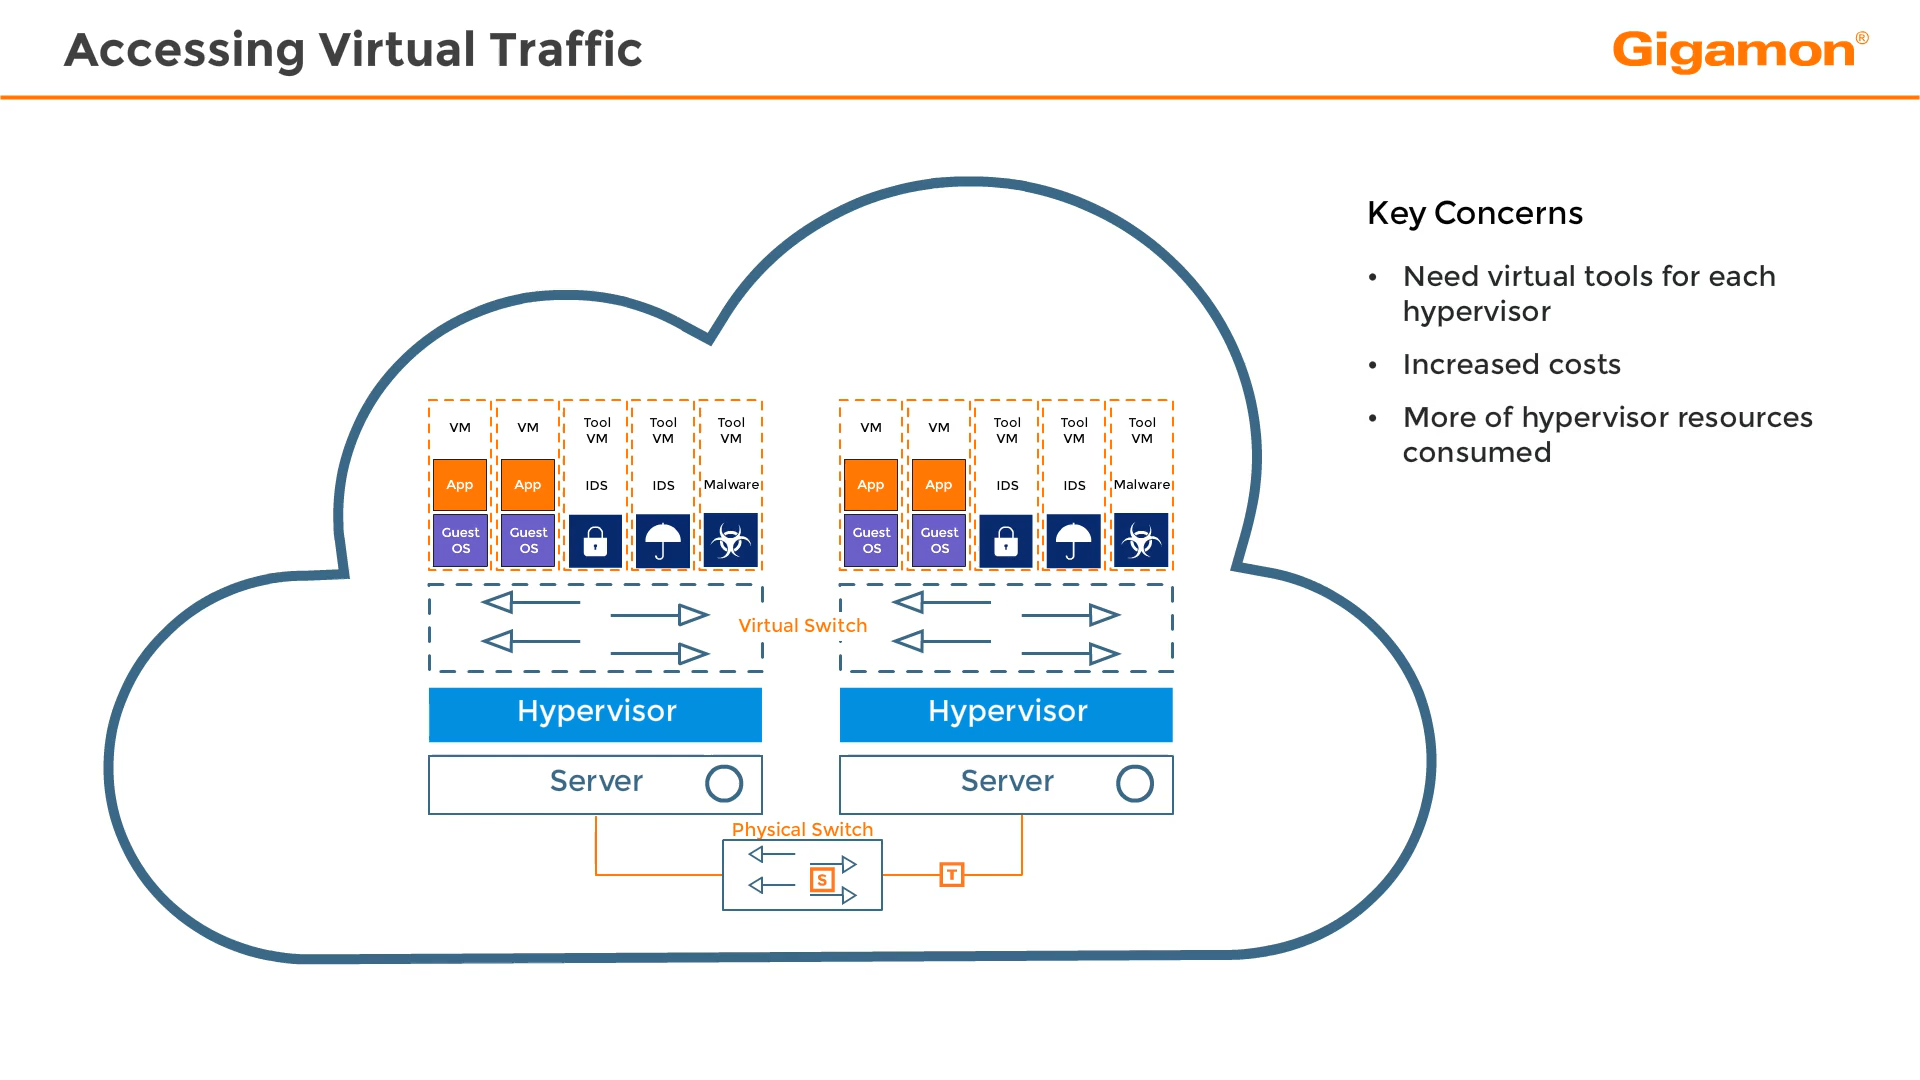 Accessing Virtual Traffic
Gigamon®
Key Concerns
• Need virtual tools for each
hypervisor
• Increased costs
• More of hypervisor resources
consumed
VM
App
Guest
OS
VM
App
Guest
OS
Tool
VM
IDS
Tool
VM
IDS
Tool
VM
Malware
VM
App
Guest
OS
VM
App
Guest
OS
Tool
VM
IDS
Tool
VM
IDS
Tool
VM
Malware
Virtual Switch
Hypervisor
Hypervisor
Server
Server
Physical Switch
S
T